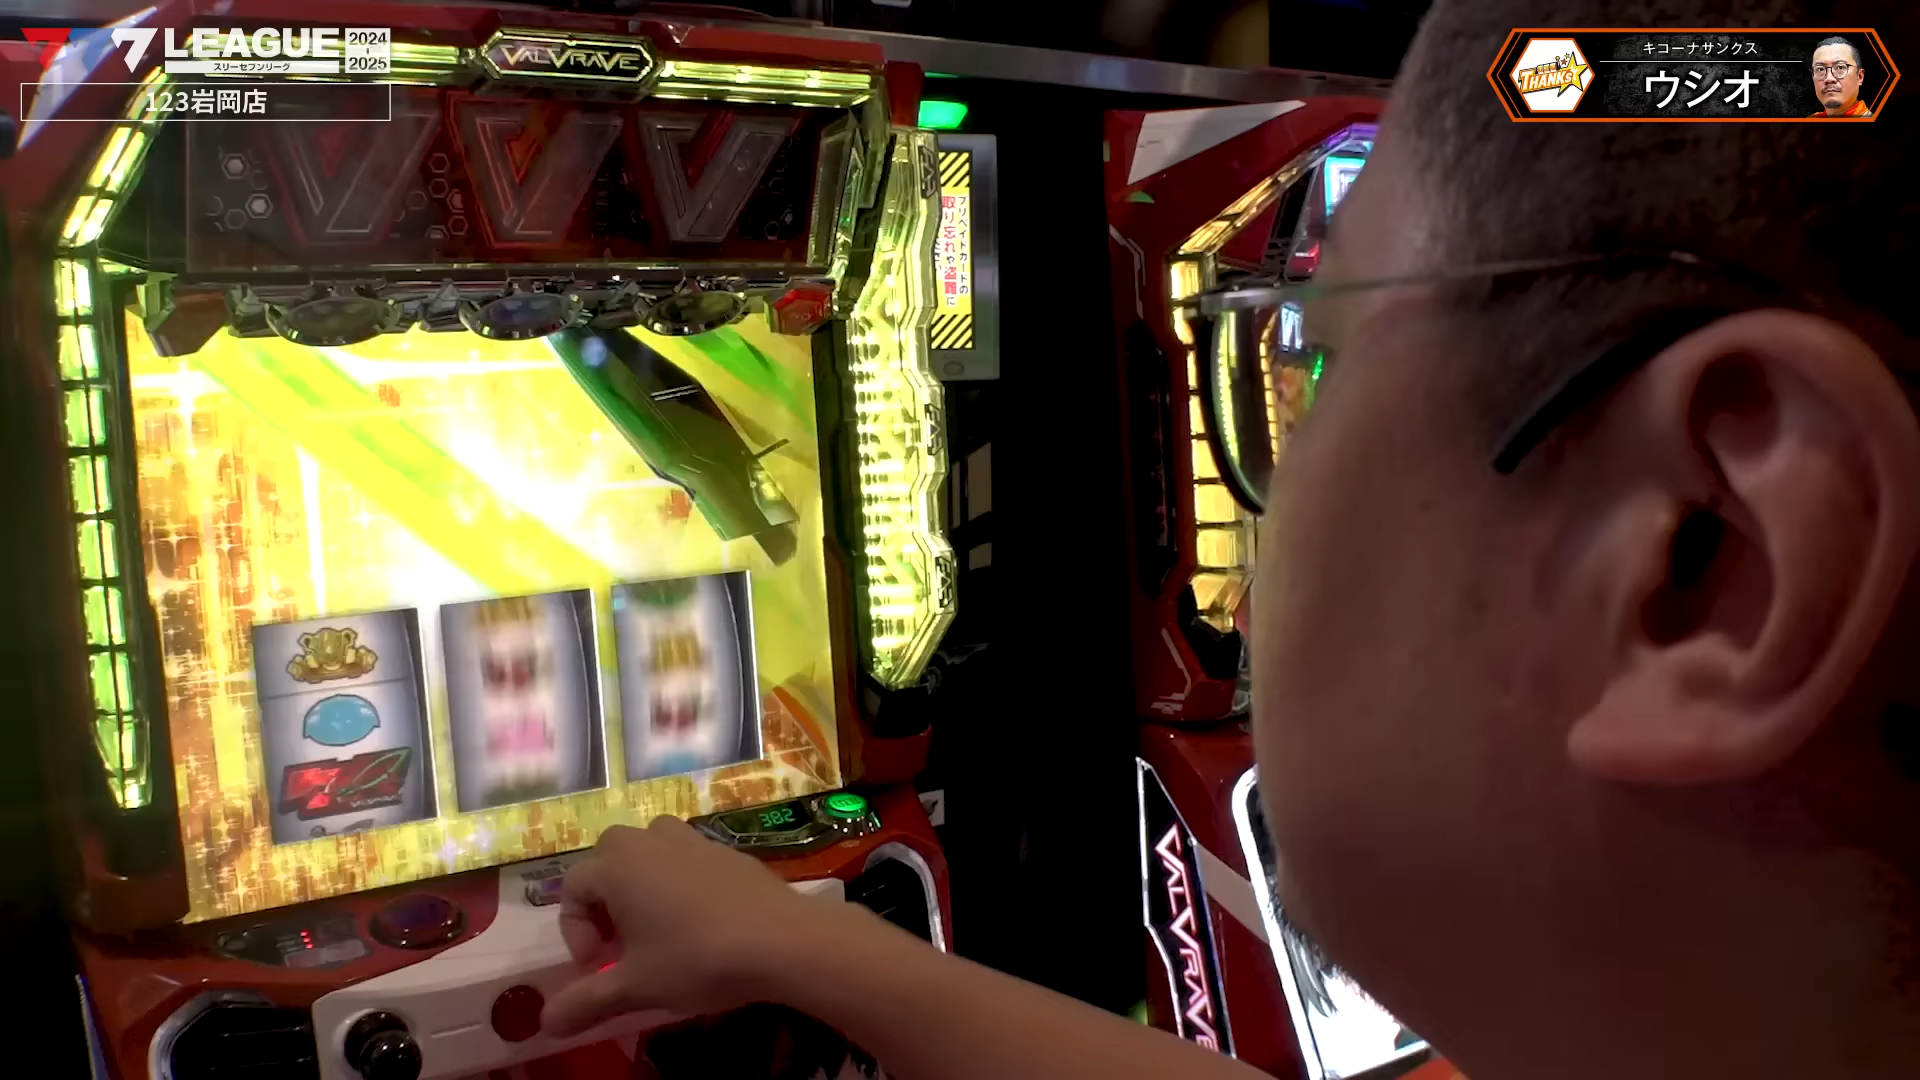 7 LEAGUE 2024-2025
スリーセブンリーグ
123岩岡店
キコーナサンクス
ウシオ
THANKS
VALVRAVE
プリペイドカードの
取り忘れや盗難に
382
VALVRAVE